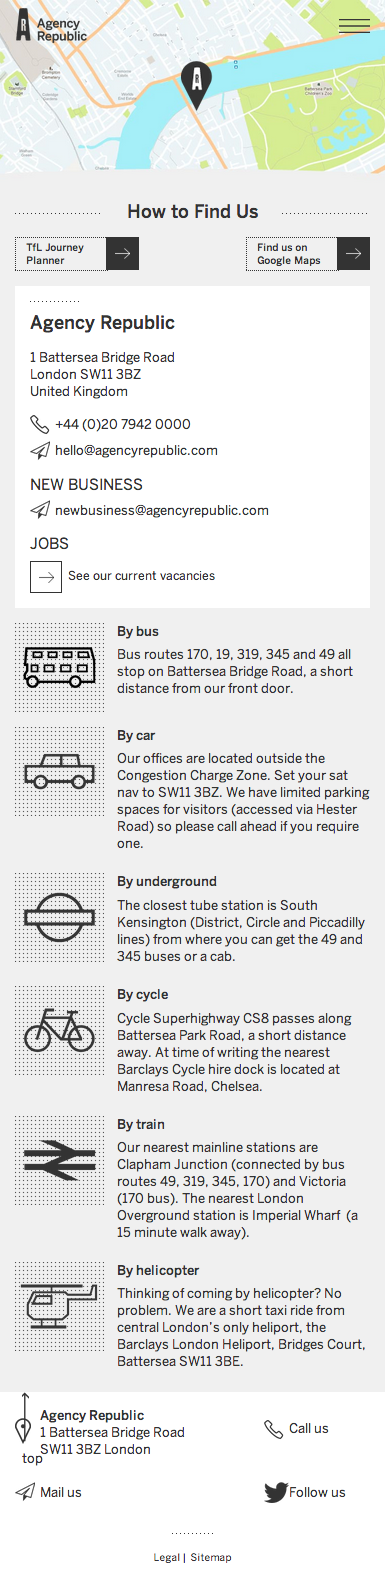 Agency
Republic
How to Find Us
TfL Journey
Planner
Find us on
Google Maps
Agency Republic
1 Battersea Bridge Road
London SW11 3BZ
United Kingdom
+44 (0)20 7942 0000
hello@agencyrepublic.com
NEW BUSINESS
newbusiness@agencyrepublic.com
JOBS
See our current vacancies
By bus
Bus routes 170, 19, 319, 345 and 49 all
stop on Battersea Bridge Road, a short
distance from our front door.
By car
Our offices are located outside the
Congestion Charge Zone. Set your sat
nav to SW11 3BZ. We have limited parking
spaces for visitors (accessed via Hester
Road) so please call ahead if you require
one.
By underground
The closest tube station is South
Kensington (District, Circle and Piccadilly
lines) from where you can get the 49 and
345 buses or a cab.
By cycle
Cycle Superhighway CS8 passes along
Battersea Park Road, a short distance
away. At time of writing the nearest
Barclays Cycle hire dock is located at
Manresa Road, Chelsea.
By train
Our nearest mainline stations are
Clapham Junction (connected by bus
routes 49, 319, 345, 170) and Victoria
(170 bus). The nearest London
Overground station is Imperial Wharf (a
15 minute walk away).
By helicopter
Thinking of coming by helicopter? No
problem. We are a short taxi ride from
central London's only heliport, the
Barclays London Heliport, Bridges Court,
Battersea SW11 3BE.
Agency Republic
1 Battersea Bridge Road
SW11 3BZ London
top
Call us
Mail us
Follow us
Legal | Sitemap